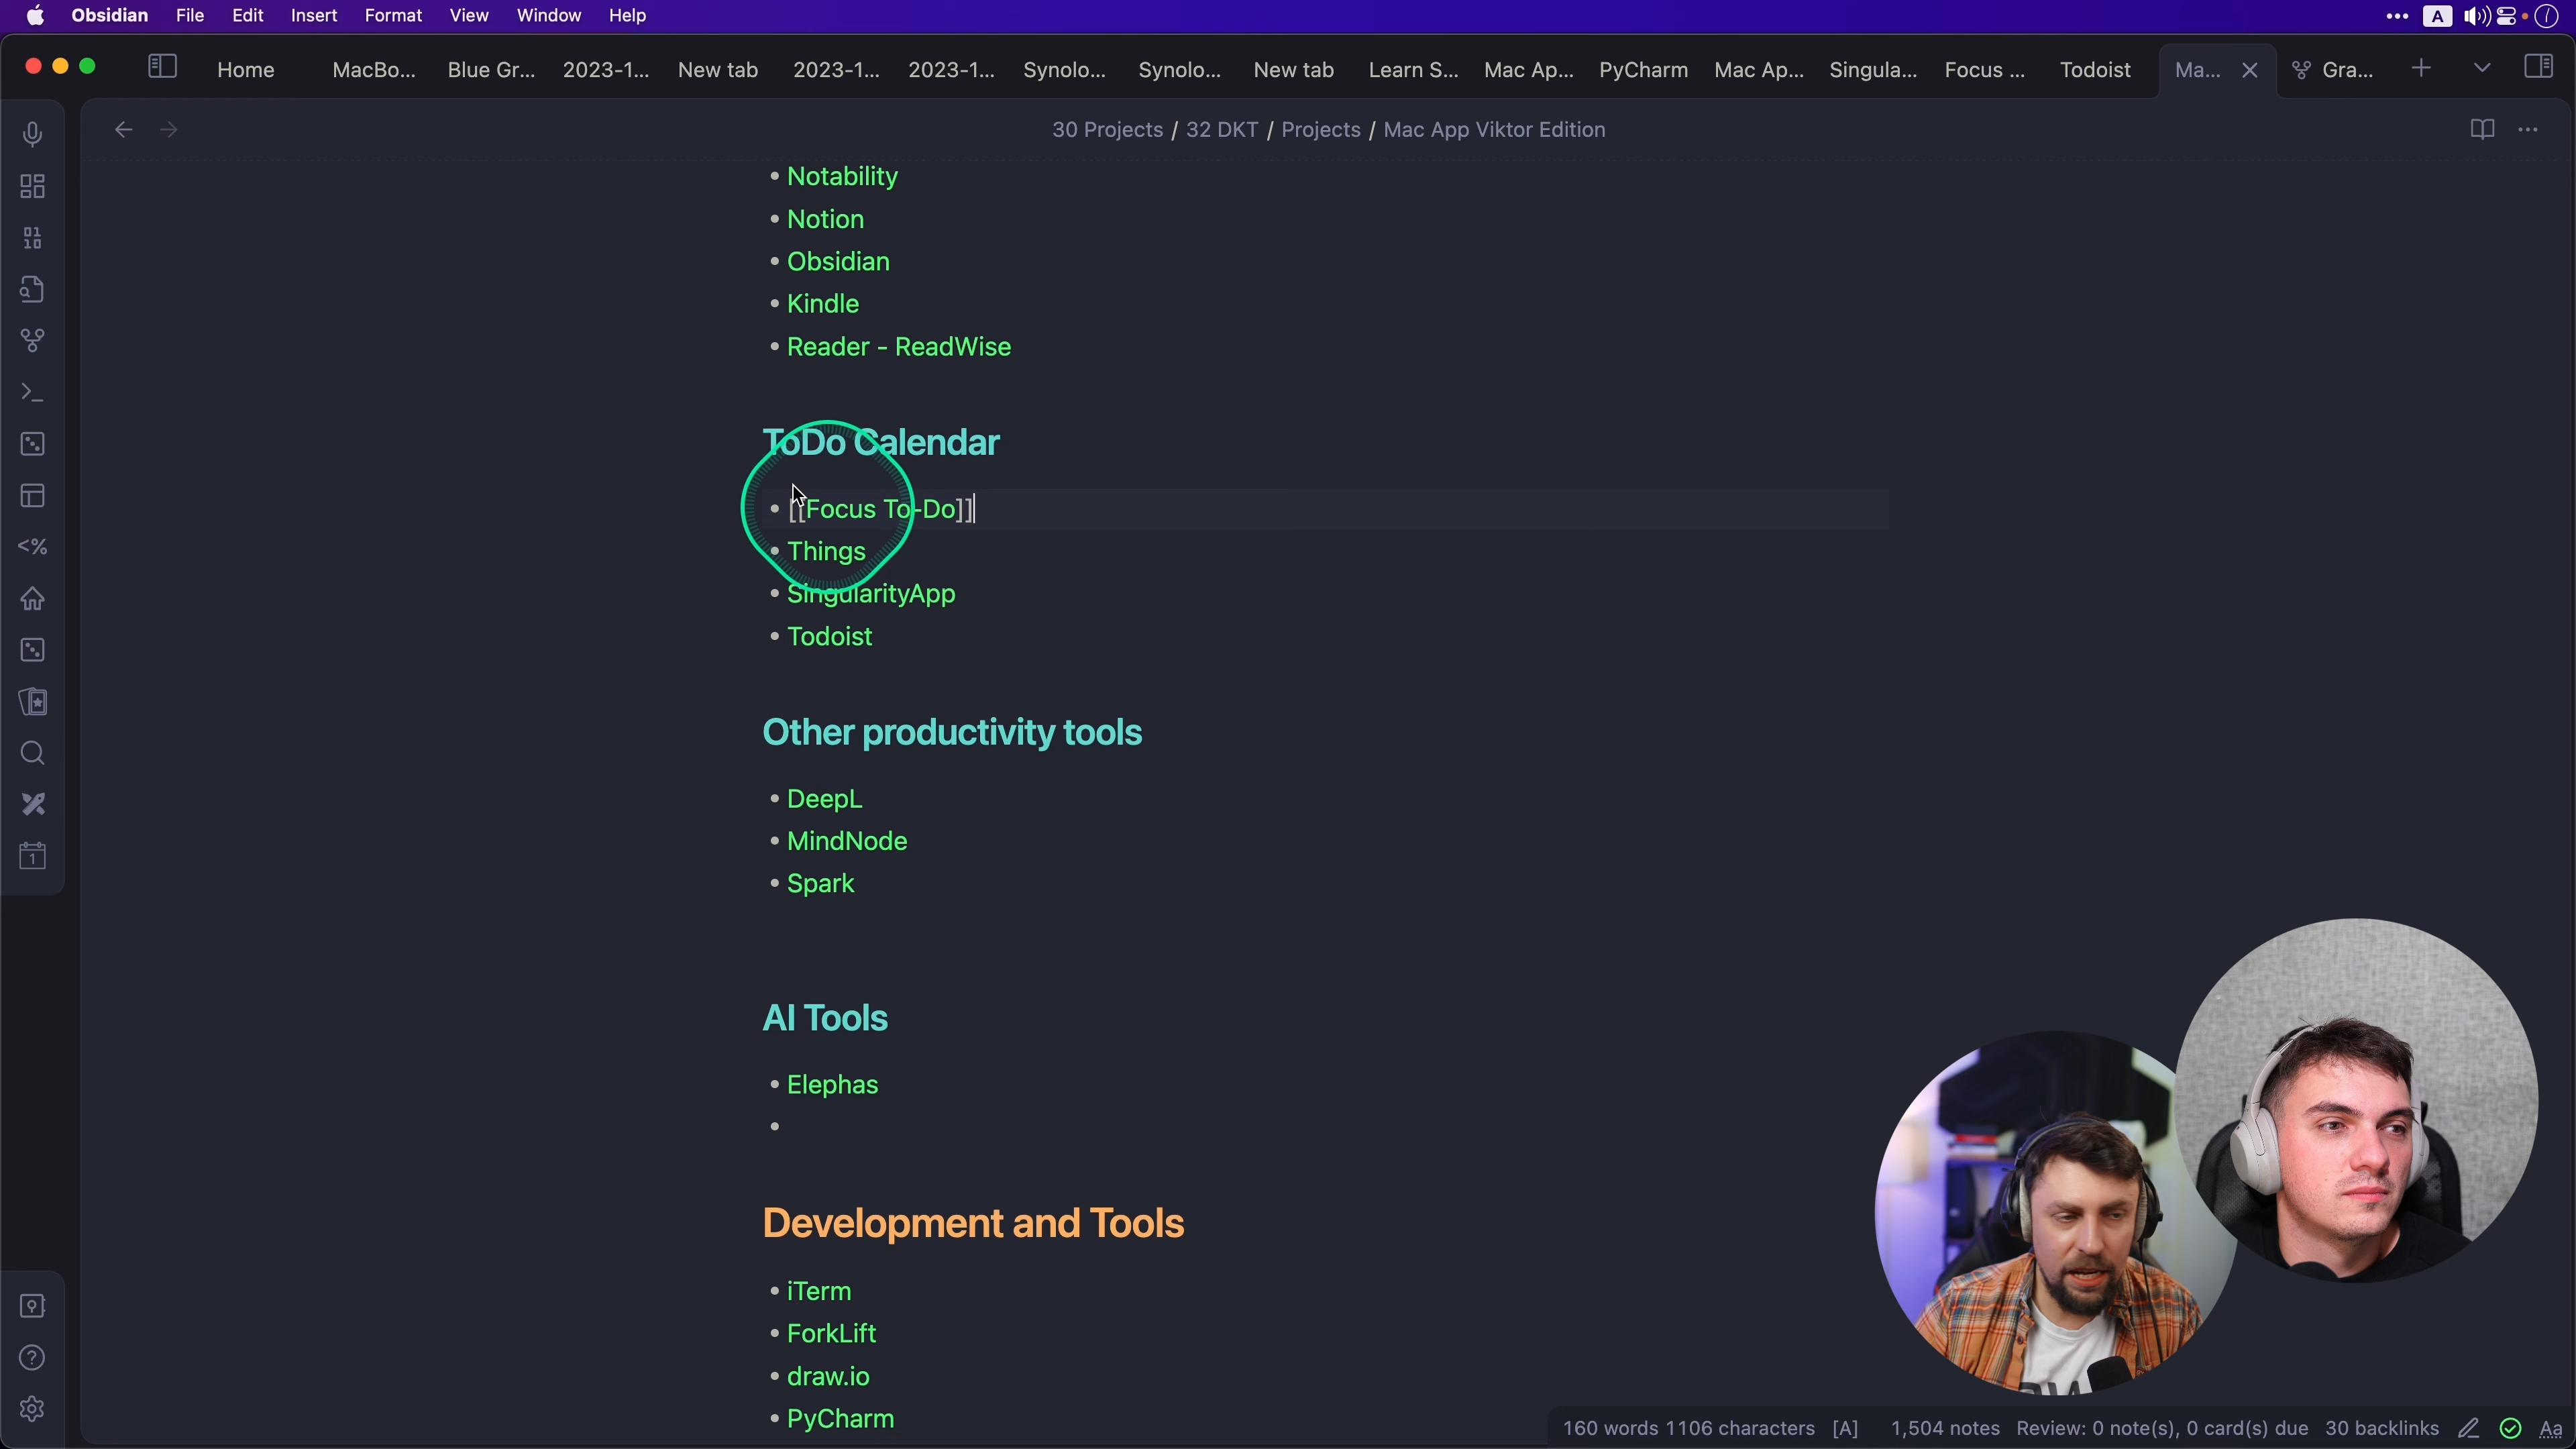 Obsidian File Edit Insert Format View Window Help
A
Home MacBo... Blue Gr... 2023-1... New tab 2023-1... 2023-1... Synolo... Synolo... New tab Learn S... Mac Ap... PyCharm Mac Ap... Singula... Focus ... Todoist Ma... Gra...
30 Projects / 32 DKT / Projects / Mac App Viktor Edition
• Notability
• Notion
• Obsidian
• Kindle
• Reader - ReadWise
ToDo Calendar
• [[Focus To-Do]]
• Things
• SingularityApp
• Todoist
Other productivity tools
• DeepL
• MindNode
• Spark
AI Tools
• Elephas
•
Development and Tools
• iTerm
• ForkLift
• draw.io
• PyCharm
160 words 1106 characters [A] 1,504 notes Review: 0 note(s), 0 card(s) due 30 backlinks Aa